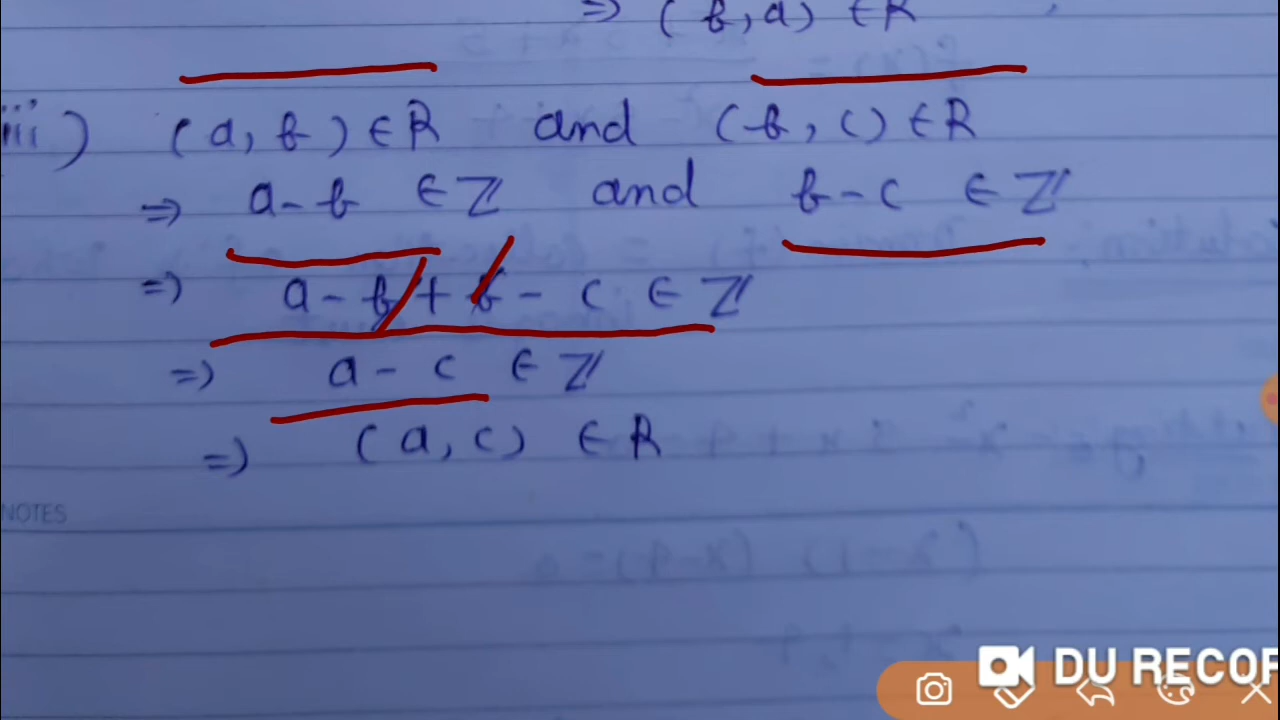 ⇒ (b, a) ∈ R
iii) (a, b) ∈ R and (b, c) ∈ R
⇒ a - b ∈ ℤ and b - c ∈ ℤ
⇒ a - b + b - c ∈ ℤ
⇒ a - c ∈ ℤ
⇒ (a, c) ∈ R
NOTES
DU RECOR